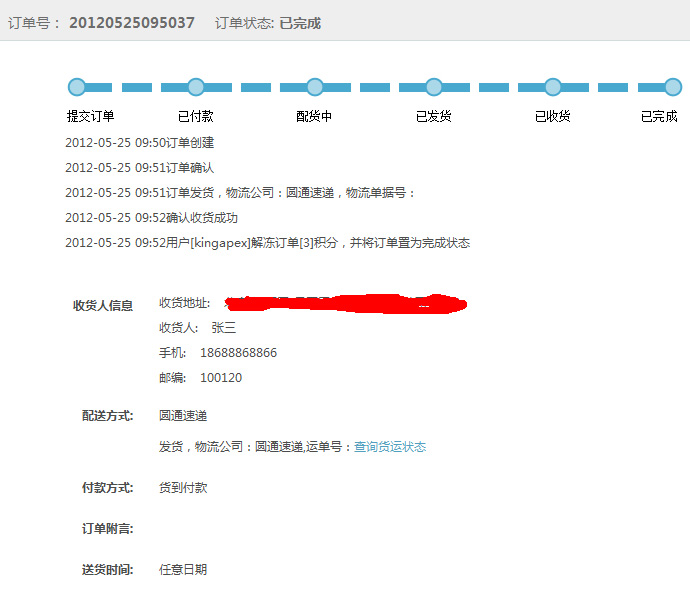 订单号： 20120525095037 订单状态: 已完成
提交订单 已付款 配货中 已发货 已收货 已完成
2012-05-25 09:50订单创建
2012-05-25 09:51订单确认
2012-05-25 09:51订单发货，物流公司：圆通速递，物流单据号：
2012-05-25 09:52确认收货成功
2012-05-25 09:52用户[kingapex]解冻订单[3]积分，并将订单置为完成状态
收货人信息 收货地址:
收货人: 张三
手机: 18688868866
邮编: 100120
配送方式: 圆通速递
发货，物流公司：圆通速递,运单号：查询货运状态
付款方式: 货到付款
订单附言:
送货时间: 任意日期